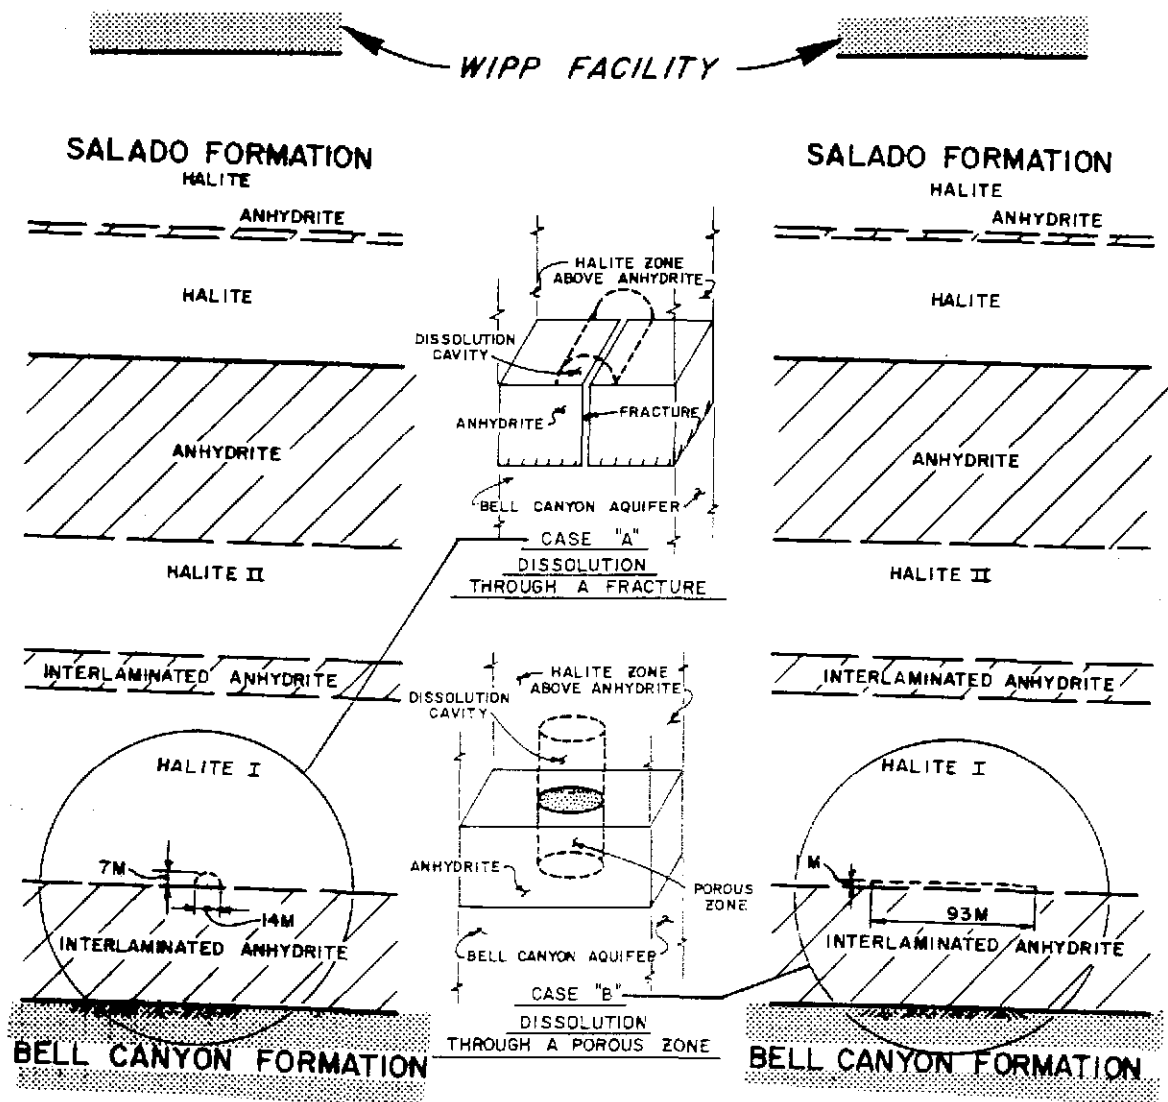 WIPP FACILITY
SALADO FORMATION
HALITE
ANHYDRITE
HALITE
ANHYDRITE
HALITE II
INTERLAMINATED ANHYDRITE
HALITE I
7M
14M
INTERLAMINATED ANHYDRITE
BELL CANYON FORMATION
HALITE ZONE
ABOVE ANHYDRITE
DISSOLUTION
CAVITY
ANHYDRITE
FRACTURE
BELL CANYON AQUIFER
CASE "A"
DISSOLUTION
THROUGH A FRACTURE
HALITE ZONE
ABOVE ANHYDRITE
DISSOLUTION
CAVITY
ANHYDRITE
POROUS
ZONE
BELL CANYON AQUIFER
CASE "B"
DISSOLUTION
THROUGH A POROUS ZONE
SALADO FORMATION
HALITE
ANHYDRITE
HALITE
ANHYDRITE
HALITE II
INTERLAMINATED ANHYDRITE
HALITE I
1M
93M
INTERLAMINATED ANHYDRITE
BELL CANYON FORMATION